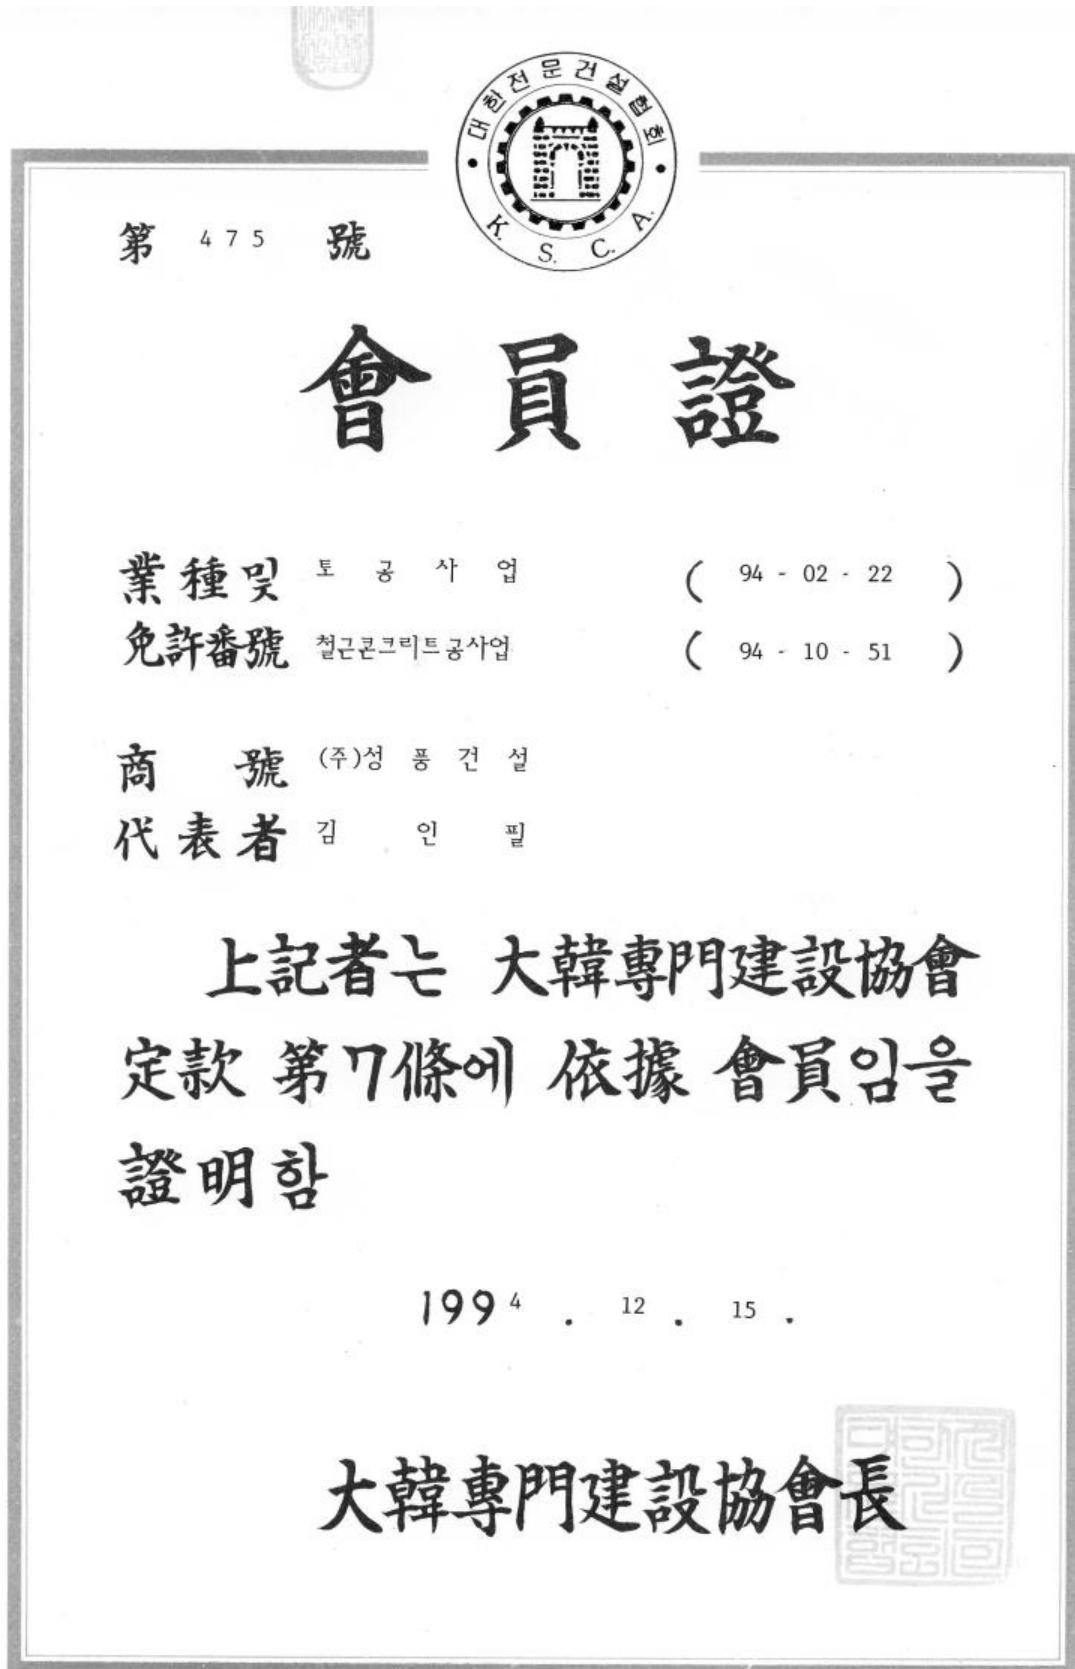 대한전문건설협회
K. S. C. A.
第 475 號
會員證
業種및 토공사업 ( 94 - 02 - 22 )
免許番號 철근콘크리트공사업 ( 94 - 10 - 51 )
商號 (주)성풍건설
代表者 김인필
上記者는 大韓專門建設協會
定款 第7條에 依據 會員임을
證明함
1994 . 12 . 15 .
大韓專門建設協會長